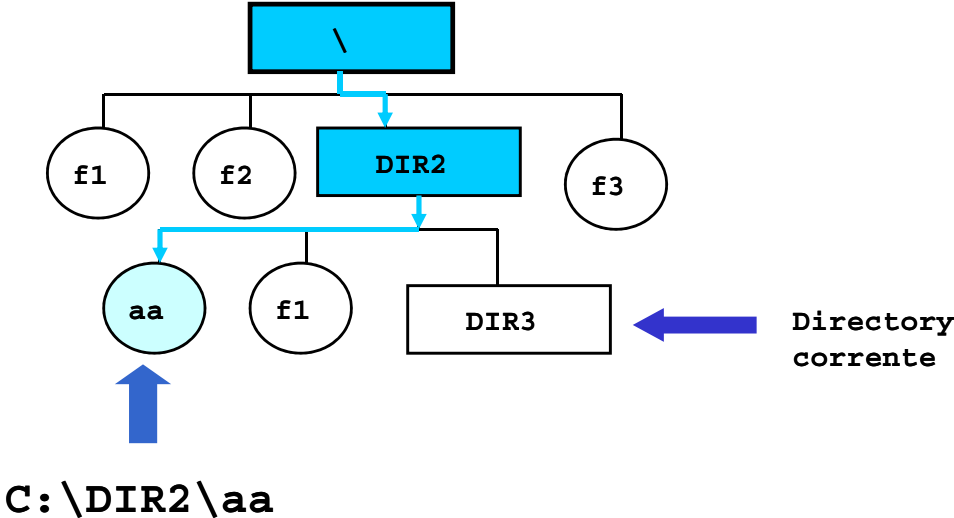 \
f1
f2
DIR2
f3
aa
f1
DIR3
Directory
corrente
C:\DIR2\aa